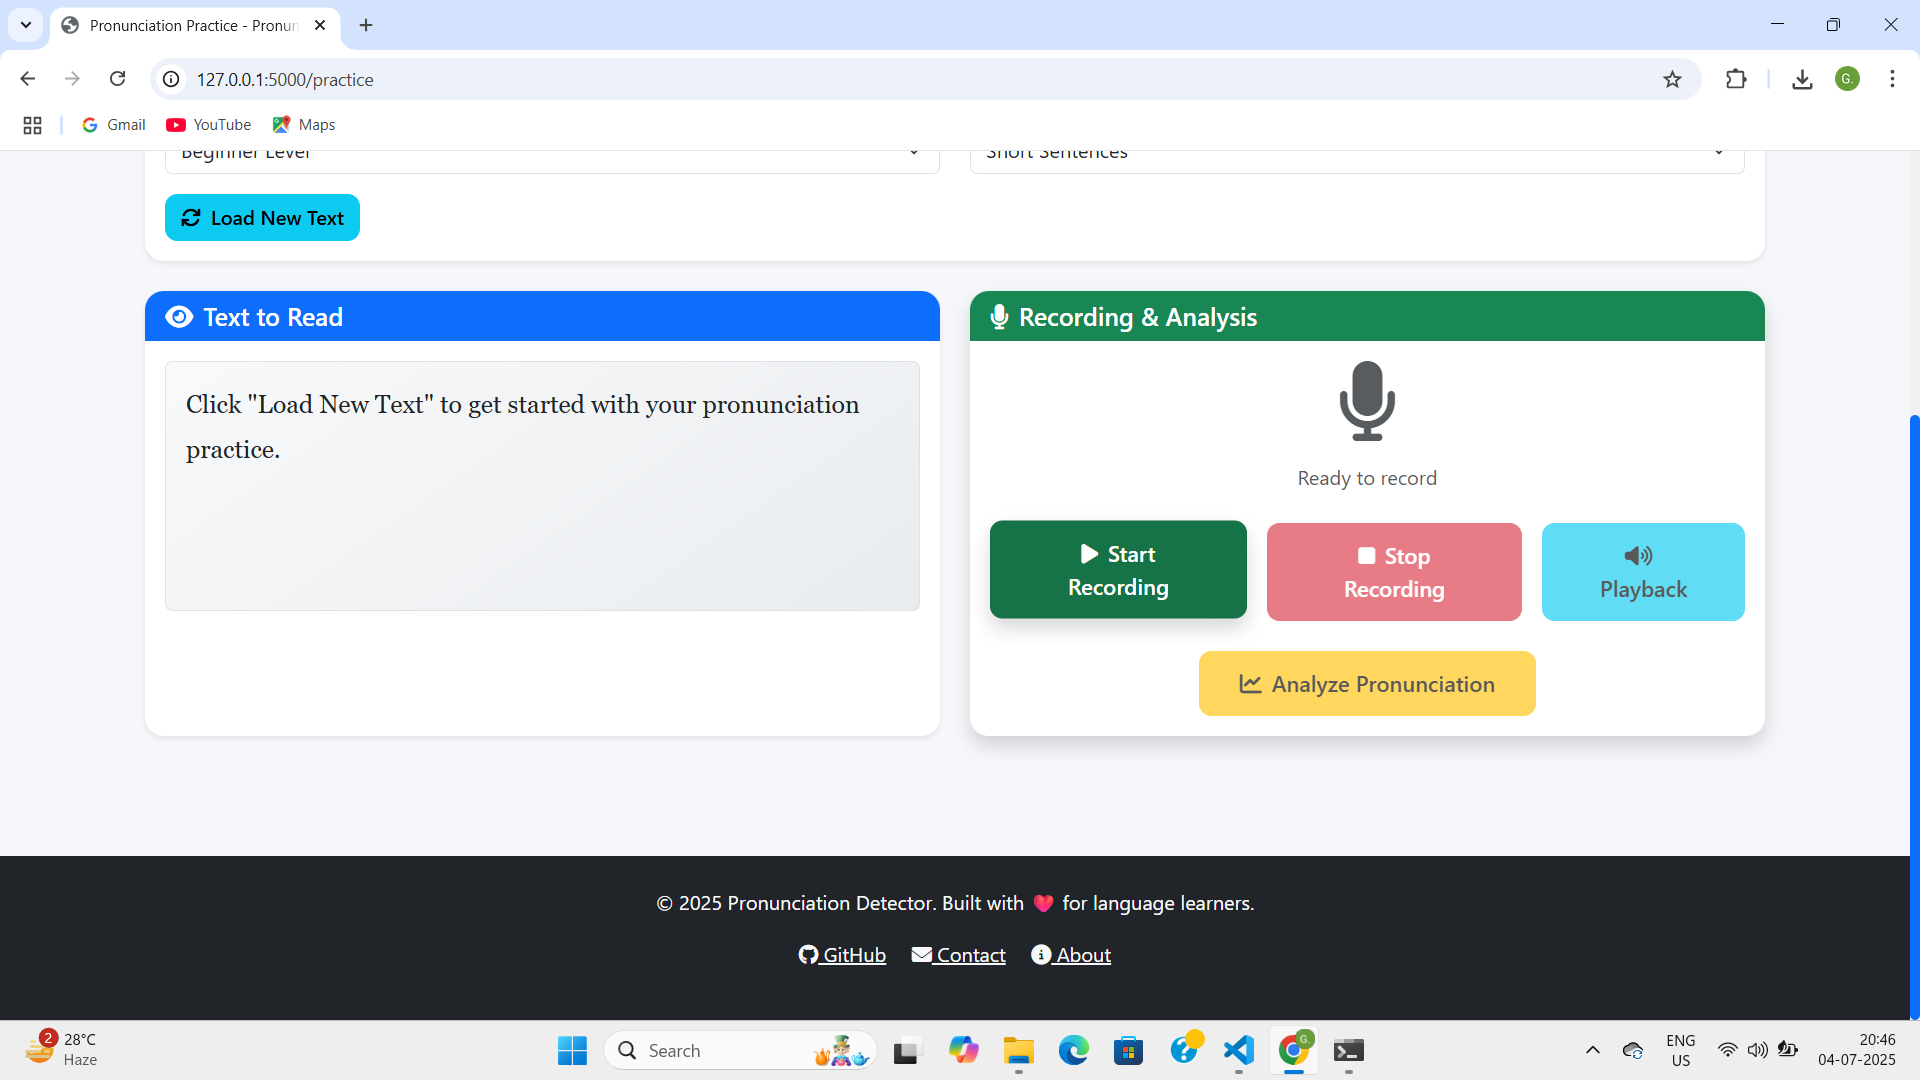 Pronunciation Practice - Pronun
127.0.0.1:5000/practice
G.
Gmail
YouTube
Maps
Beginner Level
Short Sentences
Load New Text
Text to Read
Click "Load New Text" to get started with your pronunciation
practice.
Recording & Analysis
Ready to record
Start
Recording
Stop
Recording
Playback
Analyze Pronunciation
© 2025 Pronunciation Detector. Built with ❤ for language learners.
GitHub
Contact
About
2
28°C
Haze
Search
G.
ENG
US
20:46
04-07-2025